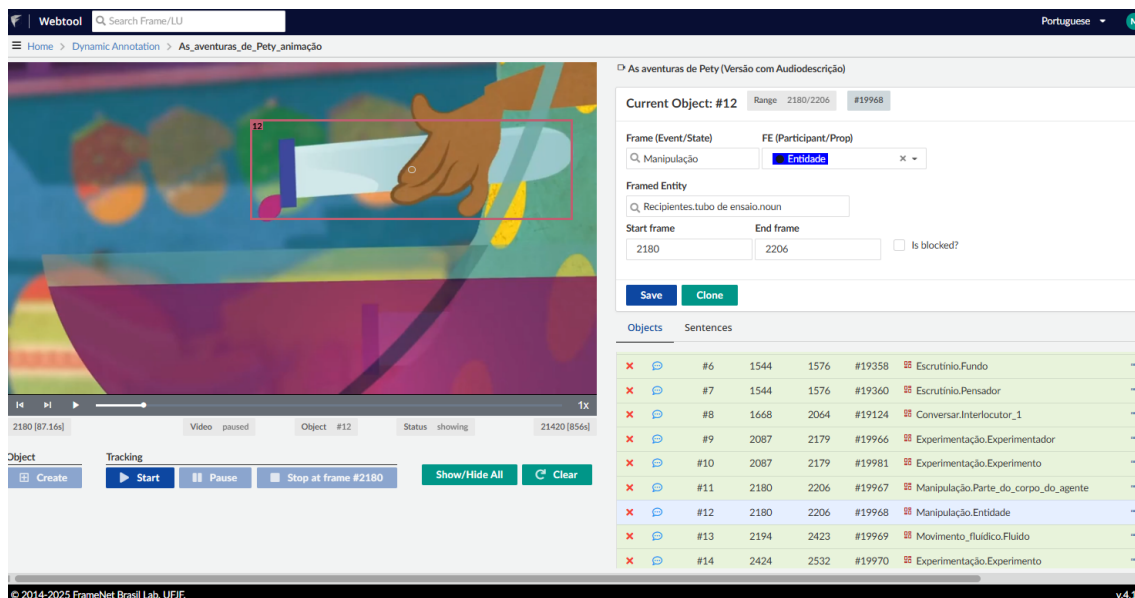 Webtool Search Frame/LU Portuguese
Home > Dynamic Annotation > As_aventuras_de_Pety_animação
As aventuras de Pety (Versão com Audiodescrição)
12
Current Object: #12 Range 2180/2206 #19968
Frame (Event/State) FE (Participant/Prop)
Manipulação Entidade
Framed Entity
Recipientes.tubo de ensaio.noun
Start frame End frame
2180 2206 Is blocked?
Save Clone
Objects Sentences
#6 1544 1576 #19358 Escrutínio.Fundo
#7 1544 1576 #19360 Escrutínio.Pensador
#8 1668 2064 #19124 Conversar.Interlocutor_1
#9 2087 2179 #19966 Experimentação.Experimentador
#10 2087 2179 #19981 Experimentação.Experimento
#11 2180 2206 #19967 Manipulação.Parte_do_corpo_do_agente
#12 2180 2206 #19968 Manipulação.Entidade
#13 2194 2423 #19969 Movimento_fluídico.Fluido
#14 2424 2532 #19970 Experimentação.Experimento
1x
2180 [87.16s] Video paused Object #12 Status showing 21420 [856s]
Object Tracking
Create Start Pause Stop at frame #2180 Show/Hide All Clear
© 2014-2025 FrameNet Brasil Lab. UFJF. v.4.1